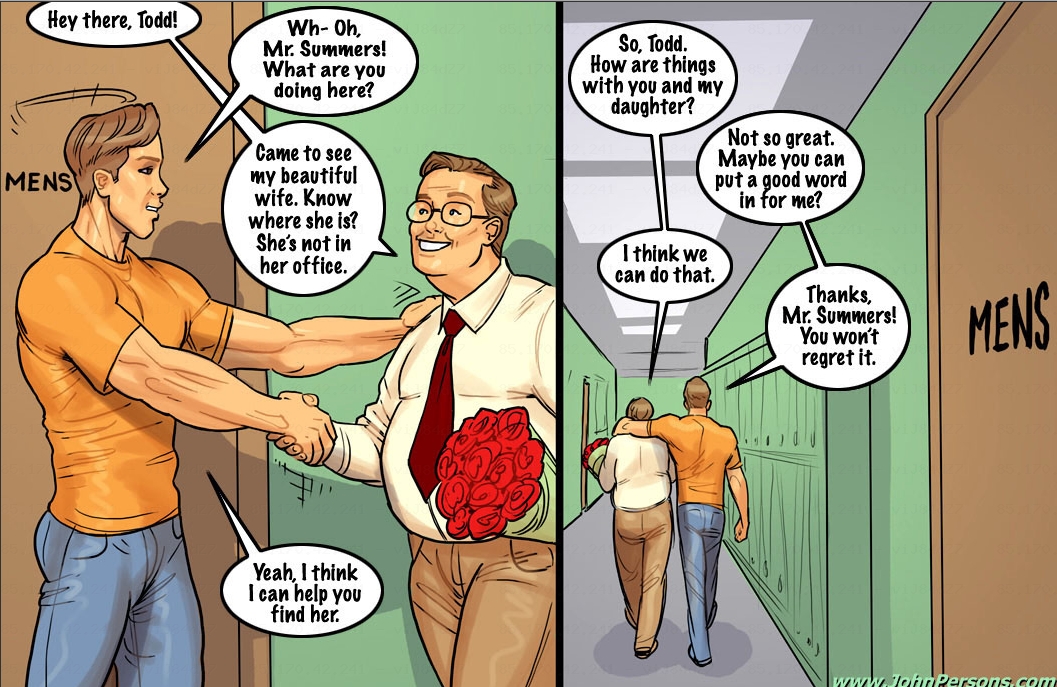 Hey there, Todd!
Wh- Oh,
Mr. Summers!
What are you
doing here?
Came to see
my beautiful
wife. Know
where she is?
She's not in
her office.
MENS
Yeah, I think
I can help you
find her.
So, Todd.
How are things
with you and my
daughter?
Not so great.
Maybe you can
put a good word
in for me?
I think we
can do that.
Thanks,
Mr. Summers!
You won't
regret it.
MENS
www.JohnPersons.com